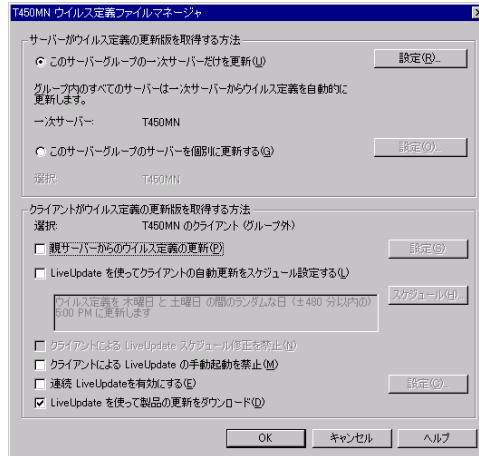 T450MN ウイルス定義ファイルマネージャ
サーバーがウイルス定義の更新版を取得する方法
このサーバーグループの一次サーバーだけを更新(U)
設定(R)...
グループ内のすべてのサーバーは一次サーバーからウイルス定義を自動的に
更新します。
一次サーバー: T450MN
このサーバーグループのサーバーを個別に更新する(G)
設定(O)...
選択: T450MN
クライアントがウイルス定義の更新版を取得する方法
選択: T450MN のクライアント (グループ外)
親サーバーからのウイルス定義の更新(P)
設定(S)
LiveUpdate を使ってクライアントの自動更新をスケジュール設定する(L)
ウイルス定義を 木曜日 と 土曜日 の間のランダムな日 (±480 分以内の)
5:00 PM に更新します
スケジュール(H)...
クライアントによる LiveUpdate スケジュール修正を禁止(N)
クライアントによる LiveUpdate の手動起動を禁止(M)
連続 LiveUpdateを有効にする(E)
設定(C)...
LiveUpdate を使って製品の更新をダウンロード(D)
OK
キャンセル
ヘルプ